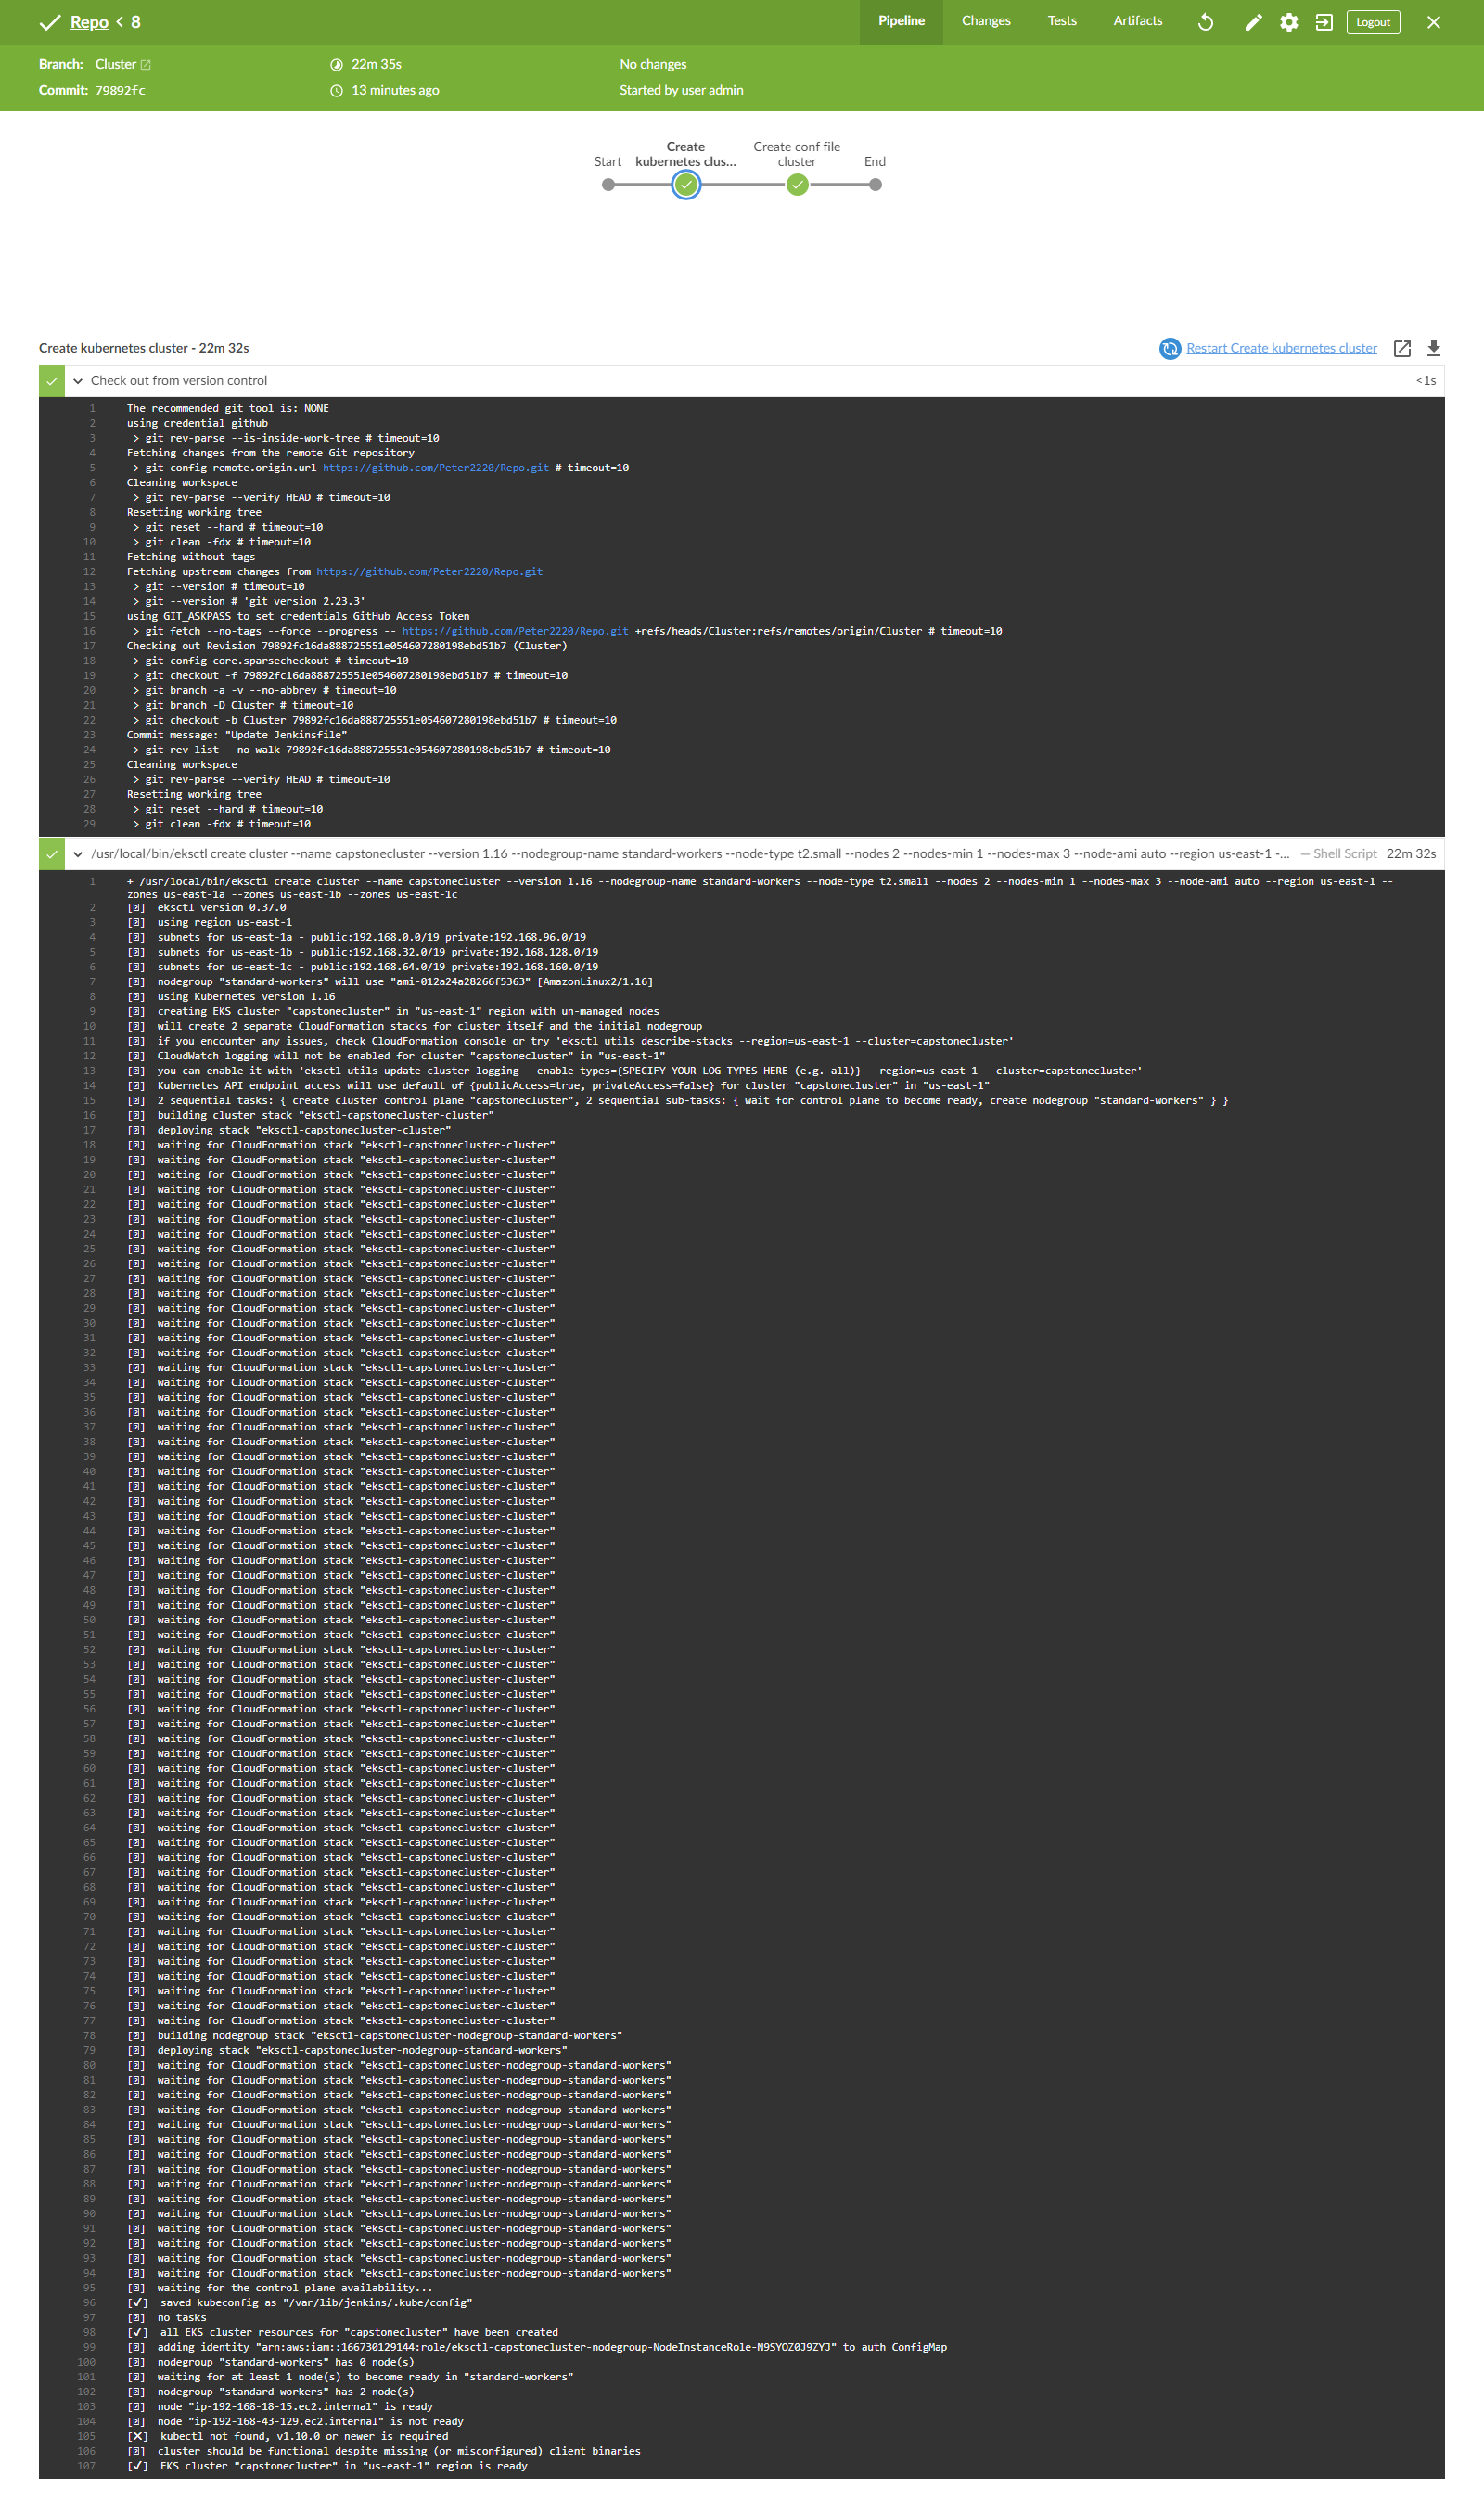 Repo < 8
Pipeline
Changes
Tests
Artifacts
Logout
Branch: Cluster
22m 35s
No changes
Commit: 79892fc
13 minutes ago
Started by user admin
Start
Create kubernetes clus...
Create conf file cluster
End
Create kubernetes cluster - 22m 32s
Restart Create kubernetes cluster
Check out from version control
<1s
1 The recommended git tool is: NONE
2 using credential github
3 > git rev-parse --is-inside-work-tree # timeout=10
4 Fetching changes from the remote Git repository
5 > git config remote.origin.url https://github.com/Peter2220/Repo.git # timeout=10
6 Cleaning workspace
7 > git rev-parse --verify HEAD # timeout=10
8 Resetting working tree
9 > git reset --hard # timeout=10
10 > git clean -fdx # timeout=10
11 Fetching without tags
12 Fetching upstream changes from https://github.com/Peter2220/Repo.git
13 > git --version # timeout=10
14 > git --version # 'git version 2.23.3'
15 using GIT_ASKPASS to set credentials GitHub Access Token
16 > git fetch --no-tags --force --progress -- https://github.com/Peter2220/Repo.git +refs/heads/Cluster:refs/remotes/origin/Cluster # timeout=10
17 Checking out Revision 79892fc16da888725551e054607280198ebd51b7 (Cluster)
18 > git config core.sparsecheckout # timeout=10
19 > git checkout -f 79892fc16da888725551e054607280198ebd51b7 # timeout=10
20 > git branch -a -v --no-abbrev # timeout=10
21 > git branch -D Cluster # timeout=10
22 > git checkout -b Cluster 79892fc16da888725551e054607280198ebd51b7 # timeout=10
23 Commit message: "Update Jenkinsfile"
24 > git rev-list --no-walk 79892fc16da888725551e054607280198ebd51b7 # timeout=10
25 Cleaning workspace
26 > git rev-parse --verify HEAD # timeout=10
27 Resetting working tree
28 > git reset --hard # timeout=10
29 > git clean -fdx # timeout=10
/usr/local/bin/eksctl create cluster --name capstonecluster --version 1.16 --nodegroup-name standard-workers --node-type t2.small --nodes 2 --nodes-min 1 --nodes-max 3 --node-ami auto --region us-east-1 -... — Shell Script 22m 32s
1 + /usr/local/bin/eksctl create cluster --name capstonecluster --version 1.16 --nodegroup-name standard-workers --node-type t2.small --nodes 2 --nodes-min 1 --nodes-max 3 --node-ami auto --region us-east-1 --
zones us-east-1a --zones us-east-1b --zones us-east-1c
2 [ℹ] eksctl version 0.37.0
3 [ℹ] using region us-east-1
4 [ℹ] subnets for us-east-1a - public:192.168.0.0/19 private:192.168.96.0/19
5 [ℹ] subnets for us-east-1b - public:192.168.32.0/19 private:192.168.128.0/19
6 [ℹ] subnets for us-east-1c - public:192.168.64.0/19 private:192.168.160.0/19
7 [ℹ] nodegroup "standard-workers" will use "ami-012a24a28266f5363" [AmazonLinux2/1.16]
8 [ℹ] using Kubernetes version 1.16
9 [ℹ] creating EKS cluster "capstonecluster" in "us-east-1" region with un-managed nodes
10 [ℹ] will create 2 separate CloudFormation stacks for cluster itself and the initial nodegroup
11 [ℹ] if you encounter any issues, check CloudFormation console or try 'eksctl utils describe-stacks --region=us-east-1 --cluster=capstonecluster'
12 [ℹ] CloudWatch logging will not be enabled for cluster "capstonecluster" in "us-east-1"
13 [ℹ] you can enable it with 'eksctl utils update-cluster-logging --enable-types={SPECIFY-YOUR-LOG-TYPES-HERE (e.g. all)} --region=us-east-1 --cluster=capstonecluster'
14 [ℹ] Kubernetes API endpoint access will use default of {publicAccess=true, privateAccess=false} for cluster "capstonecluster" in "us-east-1"
15 [ℹ] 2 sequential tasks: { create cluster control plane "capstonecluster", 2 sequential sub-tasks: { wait for control plane to become ready, create nodegroup "standard-workers" } }
16 [ℹ] building cluster stack "eksctl-capstonecluster-cluster"
17 [ℹ] deploying stack "eksctl-capstonecluster-cluster"
18 [ℹ] waiting for CloudFormation stack "eksctl-capstonecluster-cluster"
19 [ℹ] waiting for CloudFormation stack "eksctl-capstonecluster-cluster"
20 [ℹ] waiting for CloudFormation stack "eksctl-capstonecluster-cluster"
21 [ℹ] waiting for CloudFormation stack "eksctl-capstonecluster-cluster"
22 [ℹ] waiting for CloudFormation stack "eksctl-capstonecluster-cluster"
23 [ℹ] waiting for CloudFormation stack "eksctl-capstonecluster-cluster"
24 [ℹ] waiting for CloudFormation stack "eksctl-capstonecluster-cluster"
25 [ℹ] waiting for CloudFormation stack "eksctl-capstonecluster-cluster"
26 [ℹ] waiting for CloudFormation stack "eksctl-capstonecluster-cluster"
27 [ℹ] waiting for CloudFormation stack "eksctl-capstonecluster-cluster"
28 [ℹ] waiting for CloudFormation stack "eksctl-capstonecluster-cluster"
29 [ℹ] waiting for CloudFormation stack "eksctl-capstonecluster-cluster"
30 [ℹ] waiting for CloudFormation stack "eksctl-capstonecluster-cluster"
31 [ℹ] waiting for CloudFormation stack "eksctl-capstonecluster-cluster"
32 [ℹ] waiting for CloudFormation stack "eksctl-capstonecluster-cluster"
33 [ℹ] waiting for CloudFormation stack "eksctl-capstonecluster-cluster"
34 [ℹ] waiting for CloudFormation stack "eksctl-capstonecluster-cluster"
35 [ℹ] waiting for CloudFormation stack "eksctl-capstonecluster-cluster"
36 [ℹ] waiting for CloudFormation stack "eksctl-capstonecluster-cluster"
37 [ℹ] waiting for CloudFormation stack "eksctl-capstonecluster-cluster"
38 [ℹ] waiting for CloudFormation stack "eksctl-capstonecluster-cluster"
39 [ℹ] waiting for CloudFormation stack "eksctl-capstonecluster-cluster"
40 [ℹ] waiting for CloudFormation stack "eksctl-capstonecluster-cluster"
41 [ℹ] waiting for CloudFormation stack "eksctl-capstonecluster-cluster"
42 [ℹ] waiting for CloudFormation stack "eksctl-capstonecluster-cluster"
43 [ℹ] waiting for CloudFormation stack "eksctl-capstonecluster-cluster"
44 [ℹ] waiting for CloudFormation stack "eksctl-capstonecluster-cluster"
45 [ℹ] waiting for CloudFormation stack "eksctl-capstonecluster-cluster"
46 [ℹ] waiting for CloudFormation stack "eksctl-capstonecluster-cluster"
47 [ℹ] waiting for CloudFormation stack "eksctl-capstonecluster-cluster"
48 [ℹ] waiting for CloudFormation stack "eksctl-capstonecluster-cluster"
49 [ℹ] waiting for CloudFormation stack "eksctl-capstonecluster-cluster"
50 [ℹ] waiting for CloudFormation stack "eksctl-capstonecluster-cluster"
51 [ℹ] waiting for CloudFormation stack "eksctl-capstonecluster-cluster"
52 [ℹ] waiting for CloudFormation stack "eksctl-capstonecluster-cluster"
53 [ℹ] waiting for CloudFormation stack "eksctl-capstonecluster-cluster"
54 [ℹ] waiting for CloudFormation stack "eksctl-capstonecluster-cluster"
55 [ℹ] waiting for CloudFormation stack "eksctl-capstonecluster-cluster"
56 [ℹ] waiting for CloudFormation stack "eksctl-capstonecluster-cluster"
57 [ℹ] waiting for CloudFormation stack "eksctl-capstonecluster-cluster"
58 [ℹ] waiting for CloudFormation stack "eksctl-capstonecluster-cluster"
59 [ℹ] waiting for CloudFormation stack "eksctl-capstonecluster-cluster"
60 [ℹ] waiting for CloudFormation stack "eksctl-capstonecluster-cluster"
61 [ℹ] waiting for CloudFormation stack "eksctl-capstonecluster-cluster"
62 [ℹ] waiting for CloudFormation stack "eksctl-capstonecluster-cluster"
63 [ℹ] waiting for CloudFormation stack "eksctl-capstonecluster-cluster"
64 [ℹ] waiting for CloudFormation stack "eksctl-capstonecluster-cluster"
65 [ℹ] waiting for CloudFormation stack "eksctl-capstonecluster-cluster"
66 [ℹ] waiting for CloudFormation stack "eksctl-capstonecluster-cluster"
67 [ℹ] waiting for CloudFormation stack "eksctl-capstonecluster-cluster"
68 [ℹ] waiting for CloudFormation stack "eksctl-capstonecluster-cluster"
69 [ℹ] waiting for CloudFormation stack "eksctl-capstonecluster-cluster"
70 [ℹ] waiting for CloudFormation stack "eksctl-capstonecluster-cluster"
71 [ℹ] waiting for CloudFormation stack "eksctl-capstonecluster-cluster"
72 [ℹ] waiting for CloudFormation stack "eksctl-capstonecluster-cluster"
73 [ℹ] waiting for CloudFormation stack "eksctl-capstonecluster-cluster"
74 [ℹ] waiting for CloudFormation stack "eksctl-capstonecluster-cluster"
75 [ℹ] waiting for CloudFormation stack "eksctl-capstonecluster-cluster"
76 [ℹ] waiting for CloudFormation stack "eksctl-capstonecluster-cluster"
77 [ℹ] waiting for CloudFormation stack "eksctl-capstonecluster-cluster"
78 [ℹ] building nodegroup stack "eksctl-capstonecluster-nodegroup-standard-workers"
79 [ℹ] deploying stack "eksctl-capstonecluster-nodegroup-standard-workers"
80 [ℹ] waiting for CloudFormation stack "eksctl-capstonecluster-nodegroup-standard-workers"
81 [ℹ] waiting for CloudFormation stack "eksctl-capstonecluster-nodegroup-standard-workers"
82 [ℹ] waiting for CloudFormation stack "eksctl-capstonecluster-nodegroup-standard-workers"
83 [ℹ] waiting for CloudFormation stack "eksctl-capstonecluster-nodegroup-standard-workers"
84 [ℹ] waiting for CloudFormation stack "eksctl-capstonecluster-nodegroup-standard-workers"
85 [ℹ] waiting for CloudFormation stack "eksctl-capstonecluster-nodegroup-standard-workers"
86 [ℹ] waiting for CloudFormation stack "eksctl-capstonecluster-nodegroup-standard-workers"
87 [ℹ] waiting for CloudFormation stack "eksctl-capstonecluster-nodegroup-standard-workers"
88 [ℹ] waiting for CloudFormation stack "eksctl-capstonecluster-nodegroup-standard-workers"
89 [ℹ] waiting for CloudFormation stack "eksctl-capstonecluster-nodegroup-standard-workers"
90 [ℹ] waiting for CloudFormation stack "eksctl-capstonecluster-nodegroup-standard-workers"
91 [ℹ] waiting for CloudFormation stack "eksctl-capstonecluster-nodegroup-standard-workers"
92 [ℹ] waiting for CloudFormation stack "eksctl-capstonecluster-nodegroup-standard-workers"
93 [ℹ] waiting for CloudFormation stack "eksctl-capstonecluster-nodegroup-standard-workers"
94 [ℹ] waiting for CloudFormation stack "eksctl-capstonecluster-nodegroup-standard-workers"
95 [ℹ] waiting for the control plane availability...
96 [✓] saved kubeconfig as "/var/lib/jenkins/.kube/config"
97 [ℹ] no tasks
98 [✓] all EKS cluster resources for "capstonecluster" have been created
99 [ℹ] adding identity "arn:aws:iam::166730129144:role/eksctl-capstonecluster-nodegroup-NodeInstanceRole-N9SYOZ0J9ZYJ" to auth ConfigMap
100 [ℹ] nodegroup "standard-workers" has 0 node(s)
101 [ℹ] waiting for at least 1 node(s) to become ready in "standard-workers"
102 [ℹ] nodegroup "standard-workers" has 2 node(s)
103 [ℹ] node "ip-192-168-18-15.ec2.internal" is ready
104 [ℹ] node "ip-192-168-43-129.ec2.internal" is not ready
105 [✕] kubectl not found, v1.10.0 or newer is required
106 [ℹ] cluster should be functional despite missing (or misconfigured) client binaries
107 [✓] EKS cluster "capstonecluster" in "us-east-1" region is ready